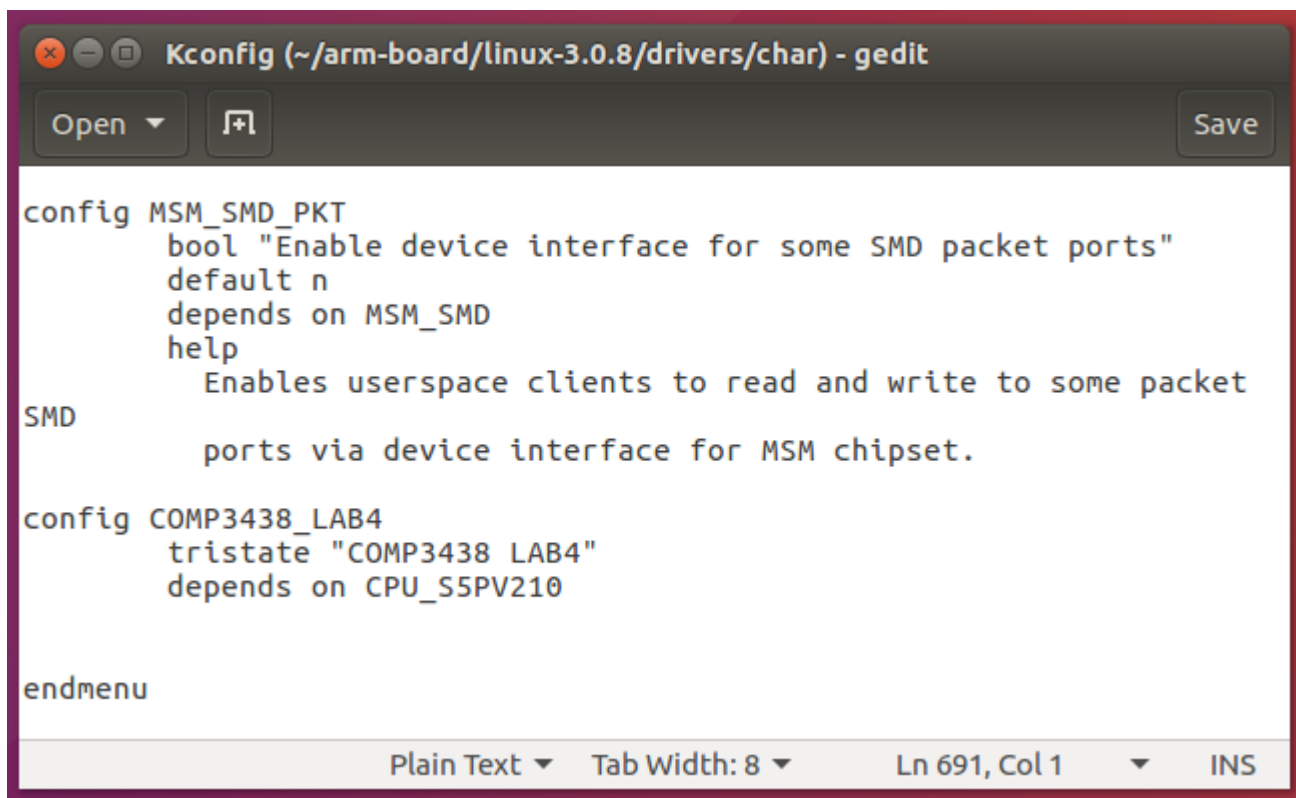 Kconfig (~/arm-board/linux-3.0.8/drivers/char) - gedit
Open Save
config MSM_SMD_PKT
bool "Enable device interface for some SMD packet ports"
default n
depends on MSM_SMD
help
Enables userspace clients to read and write to some packet
SMD
ports via device interface for MSM chipset.
config COMP3438_LAB4
tristate "COMP3438 LAB4"
depends on CPU_S5PV210
endmenu
Plain Text Tab Width: 8 Ln 691, Col 1 INS